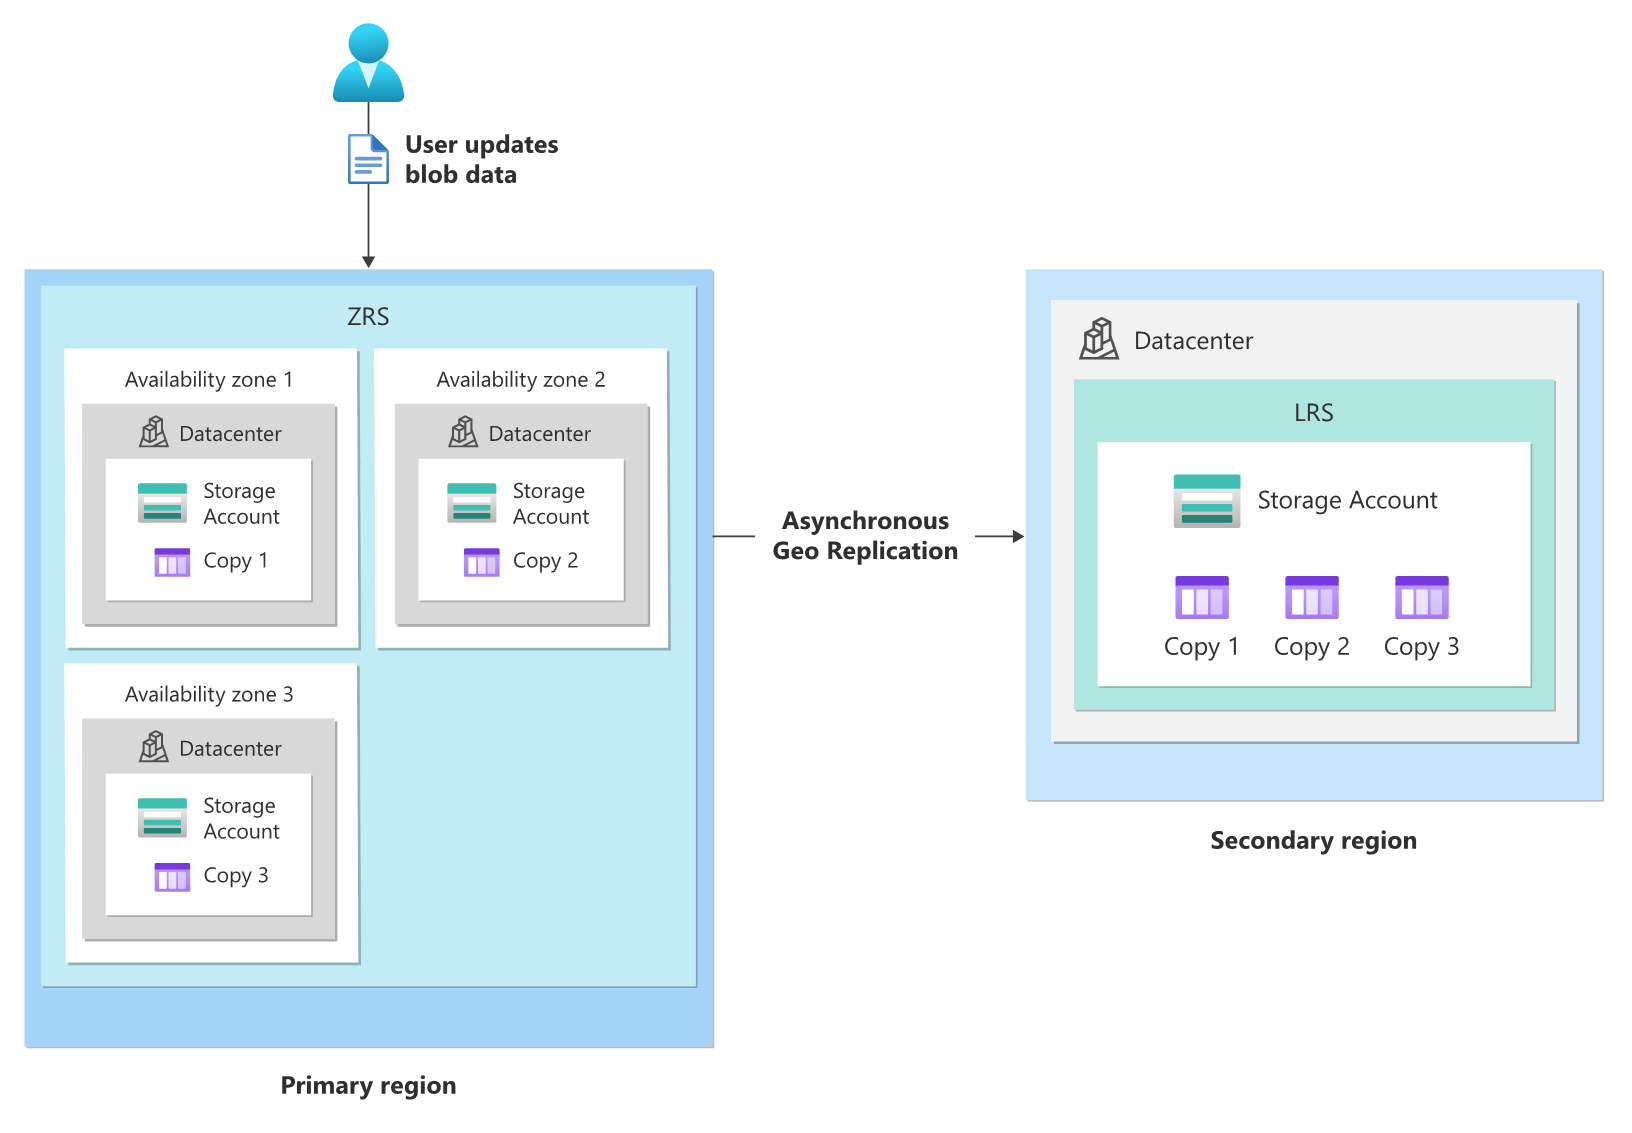 User updates
blob data
ZRS
Availability zone 1
Datacenter
Storage
Account
Copy 1
Availability zone 2
Datacenter
Storage
Account
Copy 2
Availability zone 3
Datacenter
Storage
Account
Copy 3
Primary region
Asynchronous
Geo Replication
Datacenter
LRS
Storage Account
Copy 1
Copy 2
Copy 3
Secondary region